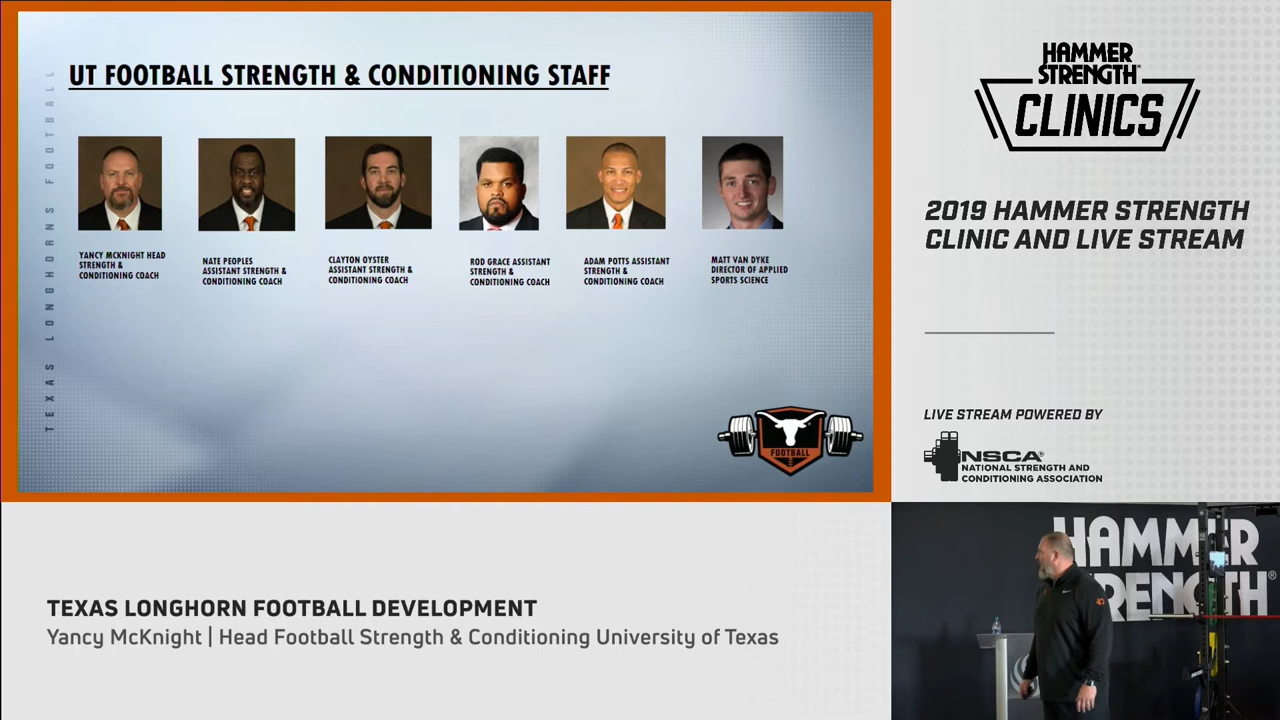 UT FOOTBALL STRENGTH & CONDITIONING STAFF
TEXAS LONGHORNS FOOTBALL
YANCY MCKNIGHT HEAD
STRENGTH &
CONDITIONING COACH
NATE PEOPLES
ASSISTANT STRENGTH &
CONDITIONING COACH
CLAYTON OYSTER
ASSISTANT STRENGTH &
CONDITIONING COACH
ROD GRACE ASSISTANT
STRENGTH &
CONDITIONING COACH
ADAM POTTS ASSISTANT
STRENGTH &
CONDITIONING COACH
MATT VAN DYKE
DIRECTOR OF APPLIED
SPORTS SCIENCE
FOOTBALL
HAMMER
STRENGTH®
CLINICS
2019 HAMMER STRENGTH
CLINIC AND LIVE STREAM
LIVE STREAM POWERED BY
NSCA®
NATIONAL STRENGTH AND
CONDITIONING ASSOCIATION
TEXAS LONGHORN FOOTBALL DEVELOPMENT
Yancy McKnight | Head Football Strength & Conditioning University of Texas
HAMMER
STRENGTH®